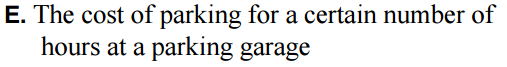 E. The cost of parking for a certain number of
hours at a parking garage